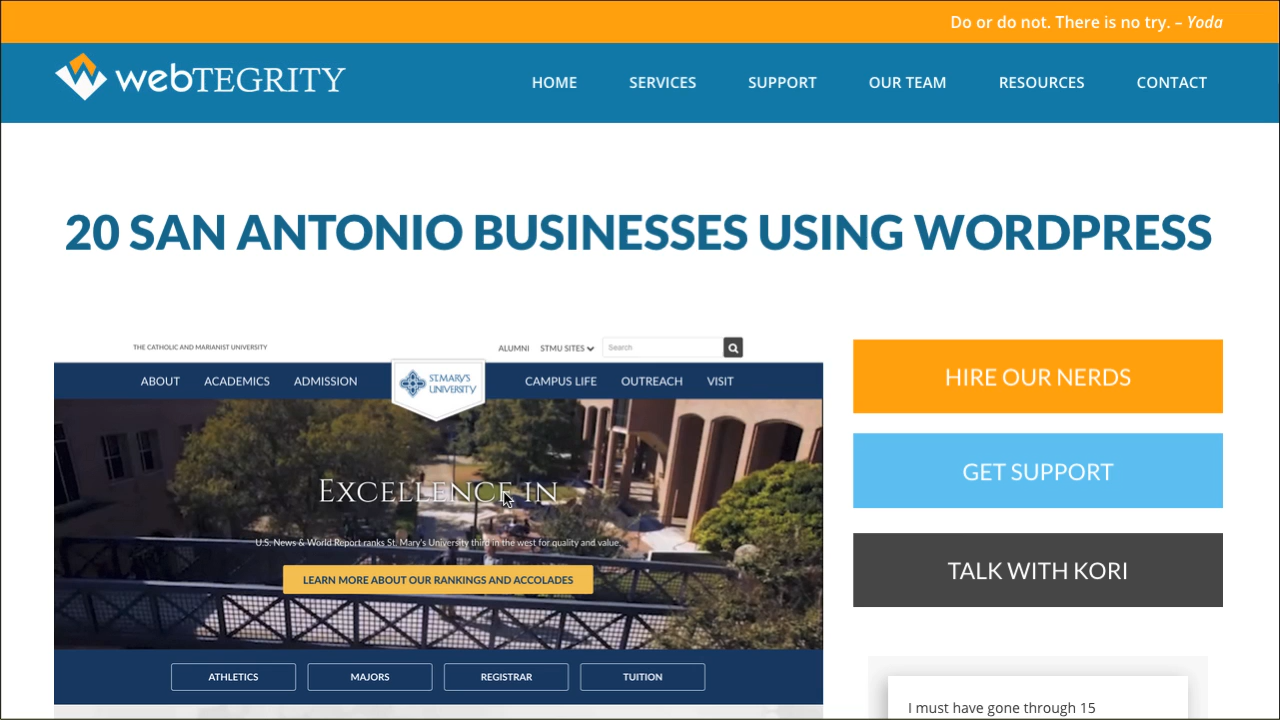 Do or do not. There is no try. – Yoda
webTEGRITY
HOME SERVICES SUPPORT OUR TEAM RESOURCES CONTACT
20 SAN ANTONIO BUSINESSES USING WORDPRESS
THE CATHOLIC AND MARIANIST UNIVERSITY
ALUMNI STMU SITES Search
ABOUT ACADEMICS ADMISSION
ST. MARY'S
UNIVERSITY
CAMPUS LIFE OUTREACH VISIT
EXCELLENCE IN
U.S. News & World Report ranks St. Mary's University third in the west for quality and value.
LEARN MORE ABOUT OUR RANKINGS AND ACCOLADES
ATHLETICS MAJORS REGISTRAR TUITION
HIRE OUR NERDS
GET SUPPORT
TALK WITH KORI
I must have gone through 15